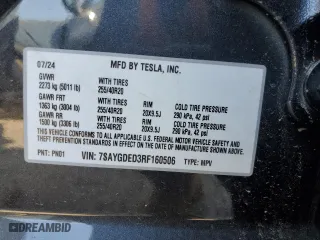 07/24 MFD BY TESLA, INC.
GVWR
2273 kg (5011 lb) WITH TIRES 255/40R20
GAWR FRT
1363 kg (3004 lb) WITH TIRES 255/40R20 RIM 20X9.5J COLD TIRE PRESSURE 290 kPa, 42 psi
GAWR RR
1500 kg (3306 lb) WITH TIRES 255/40R20 RIM 20X9.5J COLD TIRE PRESSURE 290 kPa, 42 psi
THIS VEHICLE CONFORMS TO ALL APPLICABLE U.S.A. FEDERAL MOTOR VEHICLE
SAFETY AND THEFT PREVENTION STANDARDS IN
EFFECT ON THE DATE OF MANUFACTURE SHOWN ABOVE.
PNT: PN01 VIN: 7SAYGDED3RF160506 TYPE: MPV